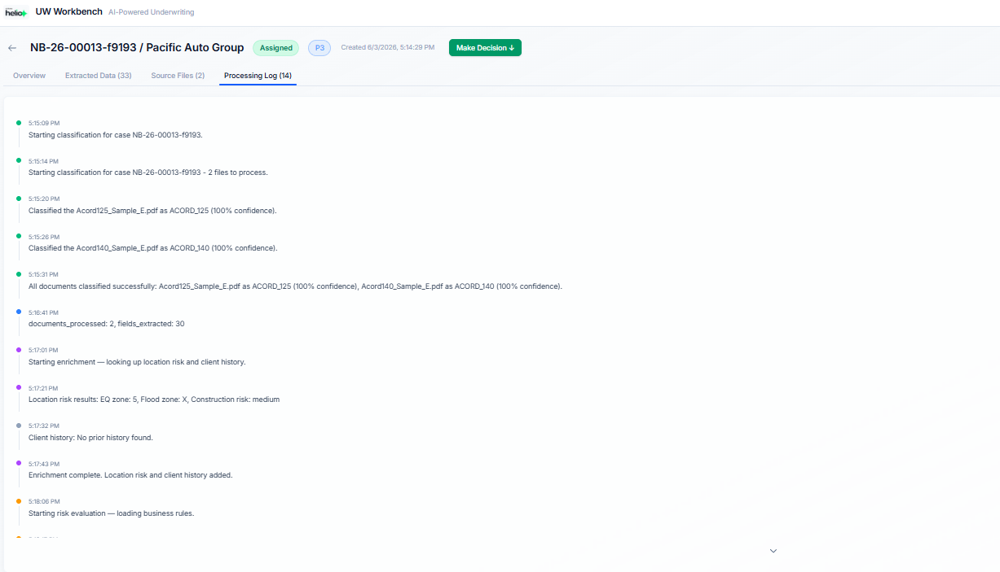 helio
UW Workbench AI-Powered Underwriting
← NB-26-00013-f9193 / Pacific Auto Group Assigned P3 Created 6/3/2026, 5:14:29 PM Make Decision ↓
Overview Extracted Data (33) Source Files (2) Processing Log (14)
5:15:09 PM
Starting classification for case NB-26-00013-f9193.
5:15:14 PM
Starting classification for case NB-26-00013-f9193 - 2 files to process.
5:15:20 PM
Classified the Acord125_Sample_E.pdf as ACORD_125 (100% confidence).
5:15:26 PM
Classified the Acord140_Sample_E.pdf as ACORD_140 (100% confidence).
5:15:31 PM
All documents classified successfully: Acord125_Sample_E.pdf as ACORD_125 (100% confidence), Acord140_Sample_E.pdf as ACORD_140 (100% confidence).
5:16:41 PM
documents_processed: 2, fields_extracted: 30
5:17:01 PM
Starting enrichment — looking up location risk and client history.
5:17:21 PM
Location risk results: EQ zone: 5, Flood zone: X, Construction risk: medium
5:17:32 PM
Client history: No prior history found.
5:17:43 PM
Enrichment complete. Location risk and client history added.
5:18:06 PM
Starting risk evaluation — loading business rules.